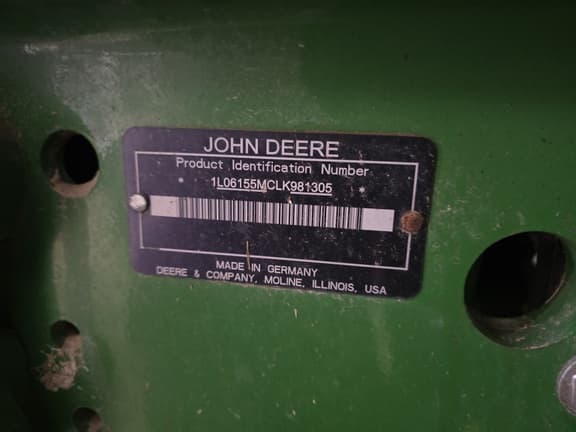 JOHN DEERE
Product Identification Number
* 1L06155MCLK981305 *
MADE IN GERMANY
DEERE & COMPANY, MOLINE, ILLINOIS, USA